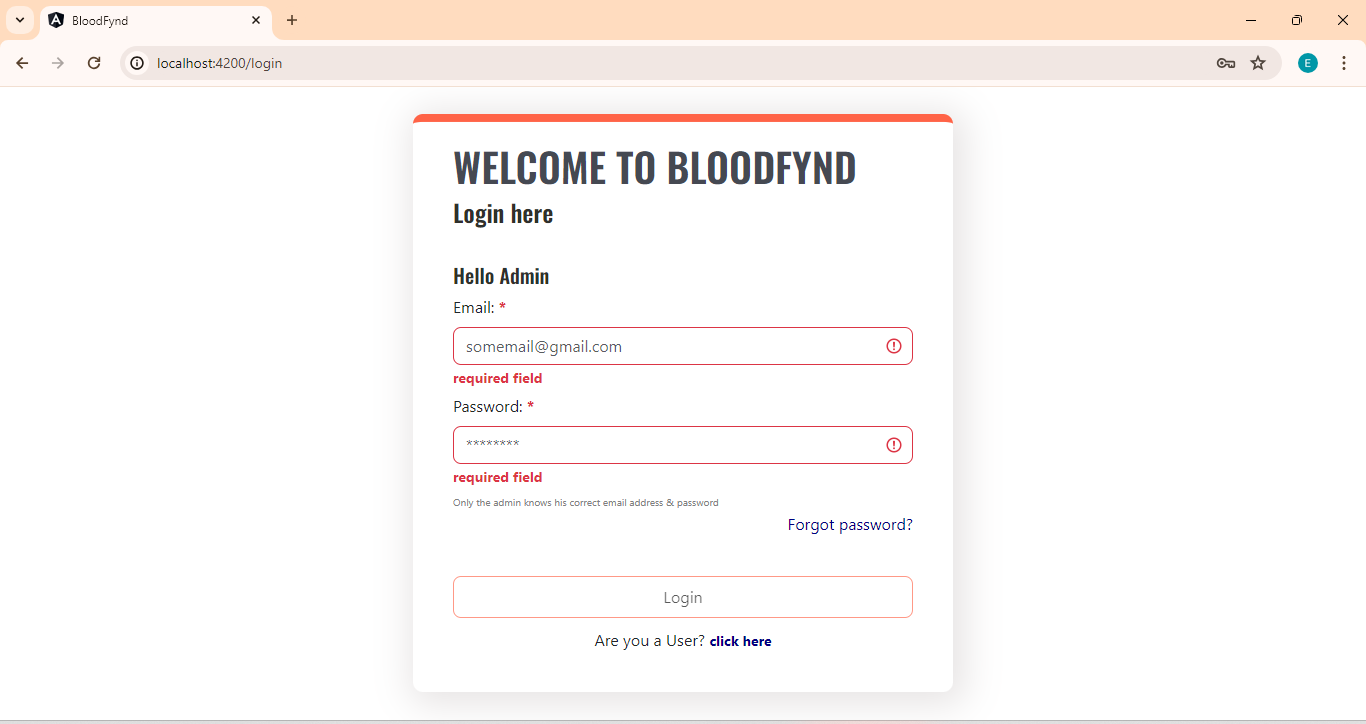 BloodFynd
localhost:4200/login
E
WELCOME TO BLOODFYND
Login here
Hello Admin
Email: *
somemail@gmail.com
required field
Password: *
********
required field
Only the admin knows his correct email address & password
Forgot password?
Login
Are you a User? click here